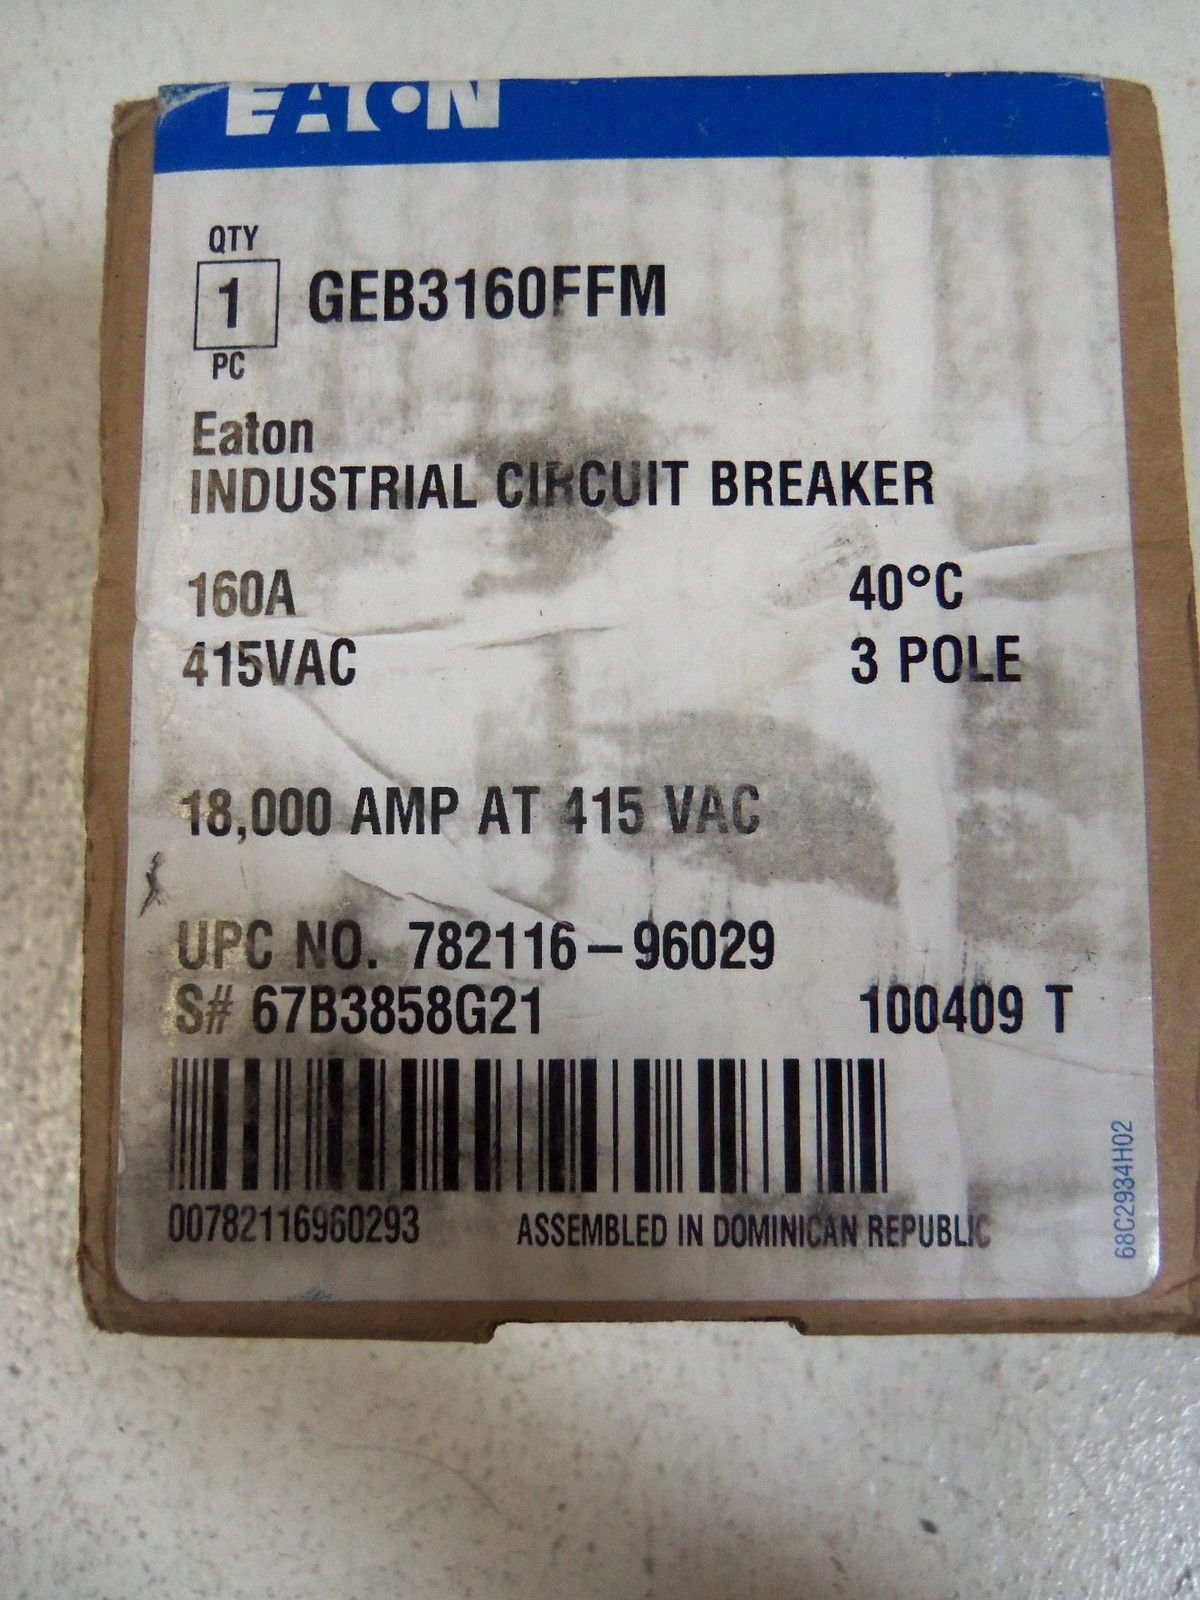 EATON
QTY
1 GEB3160FFM
PC
Eaton
INDUSTRIAL CIRCUIT BREAKER
160A 40°C
415VAC 3 POLE
18,000 AMP AT 415 VAC
UPC NO. 782116-96029
S# 67B3858G21 100409 T
00782116960293 ASSEMBLED IN DOMINICAN REPUBLIC
68C2934H02